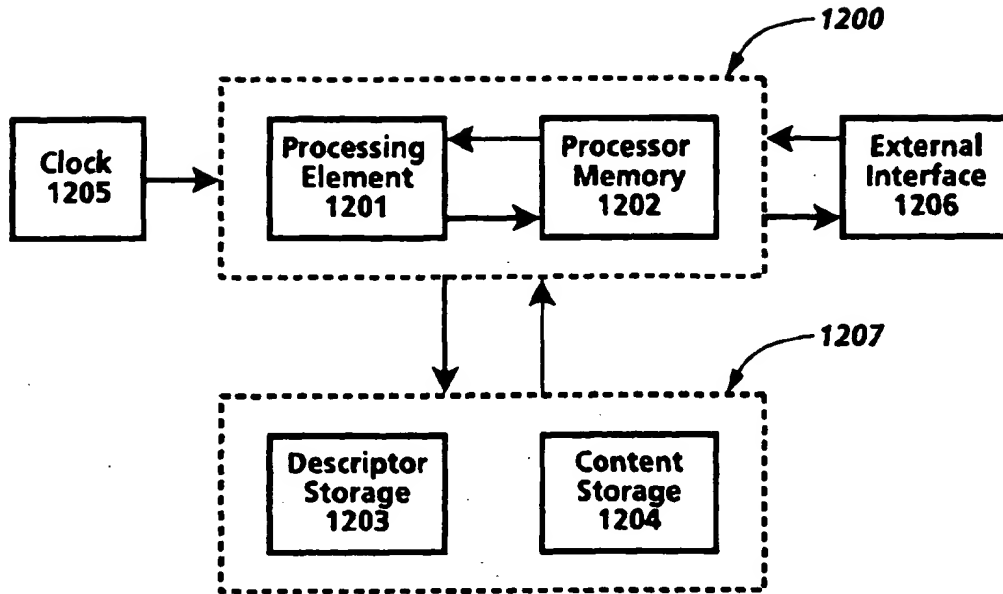 1200
Clock
1205
Processing
Element
1201
Processor
Memory
1202
External
Interface
1206
1207
Descriptor
Storage
1203
Content
Storage
1204